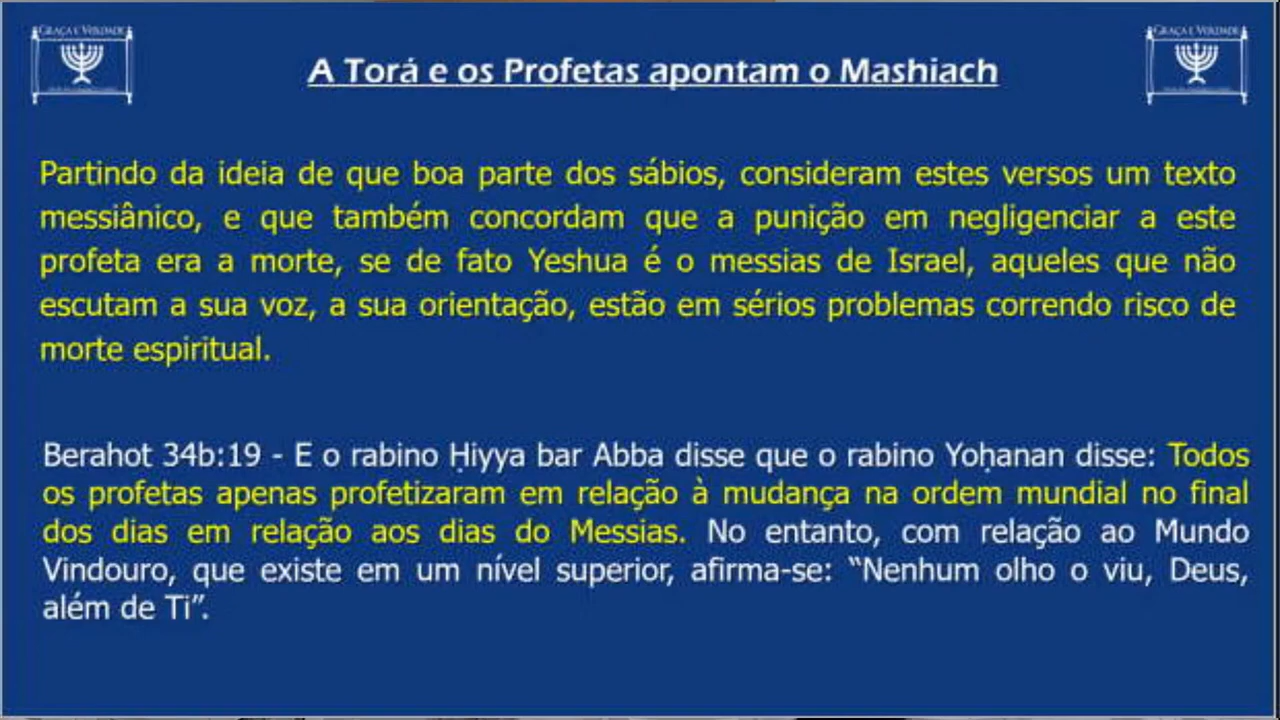 GRAÇA E VERDADE
GRAÇA E VERDADE
A Torá e os Profetas apontam o Mashiach
Partindo da ideia de que boa parte dos sábios, consideram estes versos um texto
messiânico, e que também concordam que a punição em negligenciar a este
profeta era a morte, se de fato Yeshua é o messias de Israel, aqueles que não
escutam a sua voz, a sua orientação, estão em sérios problemas correndo risco de
morte espiritual.
Berahot 34b:19 - E o rabino Ḥiyya bar Abba disse que o rabino Yoḥanan disse: Todos
os profetas apenas profetizaram em relação à mudança na ordem mundial no final
dos dias em relação aos dias do Messias. No entanto, com relação ao Mundo
Vindouro, que existe em um nível superior, afirma-se: “Nenhum olho o viu, Deus,
além de Ti”.